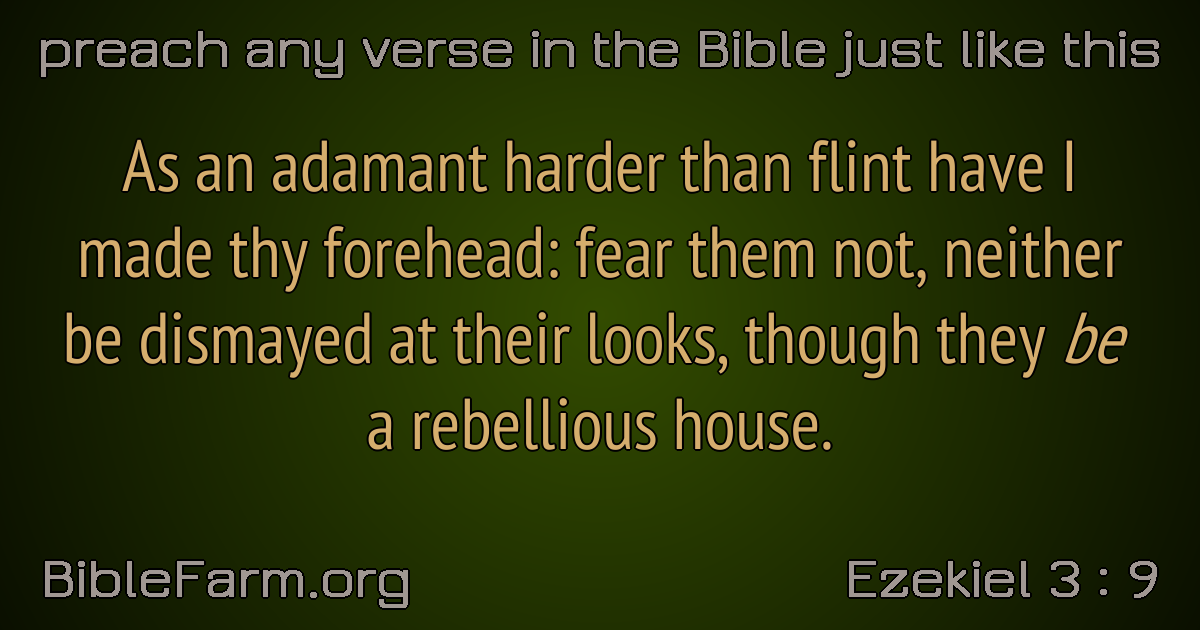 preach any verse in the Bible just like this
As an adamant harder than flint have I
made thy forehead: fear them not, neither
be dismayed at their looks, though they be
a rebellious house.
BibleFarm.org
Ezekiel 3 : 9